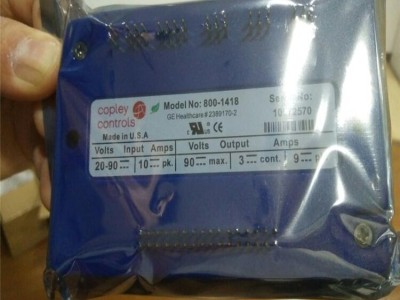 copley
controls
Made in U.S.A
Model No: 800-1418
GE Healthcare # 2389170-2
Volts Input Amps Volts Output Amps
20-90 10 pk. 90 max. 3 cont. 9